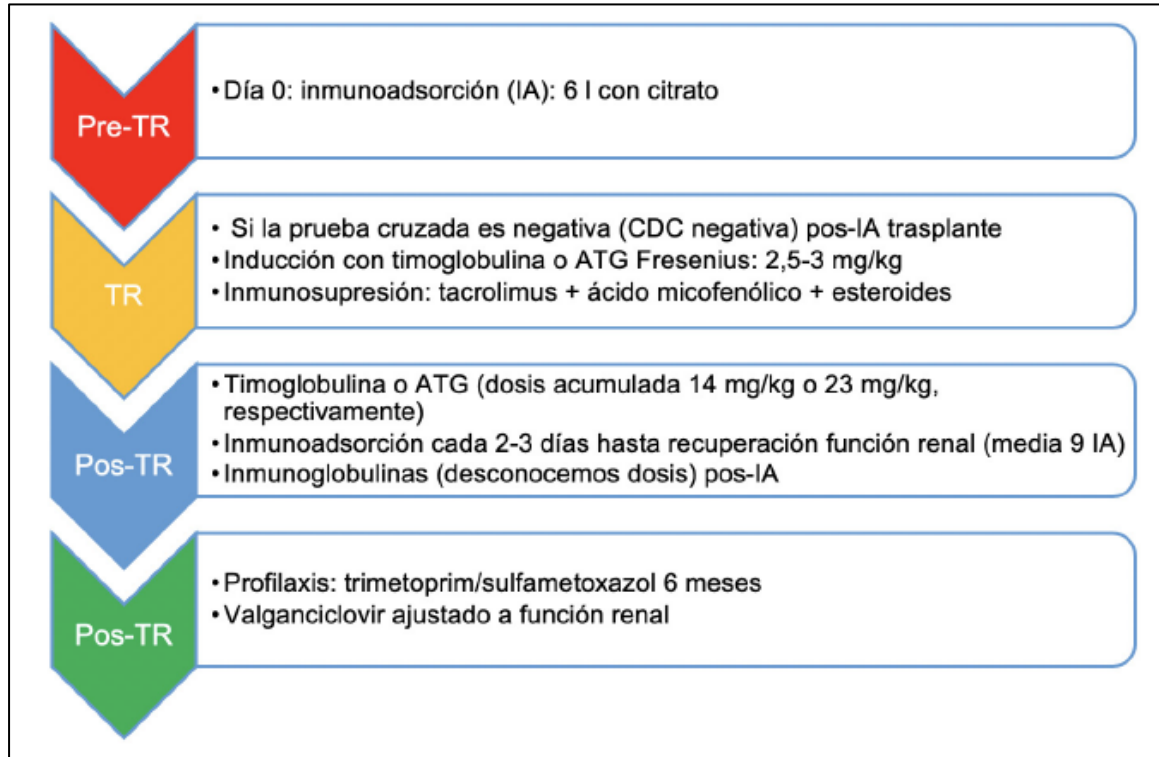 Pre-TR
•Día 0: inmunoadsorción (IA): 6 l con citrato
TR
• Si la prueba cruzada es negativa (CDC negativa) pos-IA trasplante
•Inducción con timoglobulina o ATG Fresenius: 2,5-3 mg/kg
•Inmunosupresión: tacrolimus + ácido micofenólico + esteroides
Pos-TR
•Timoglobulina o ATG (dosis acumulada 14 mg/kg o 23 mg/kg,
respectivamente)
•Inmunoadsorción cada 2-3 días hasta recuperación función renal (media 9 IA)
•Inmunoglobulinas (desconocemos dosis) pos-IA
Pos-TR
•Profilaxis: trimetoprim/sulfametoxazol 6 meses
•Valganciclovir ajustado a función renal